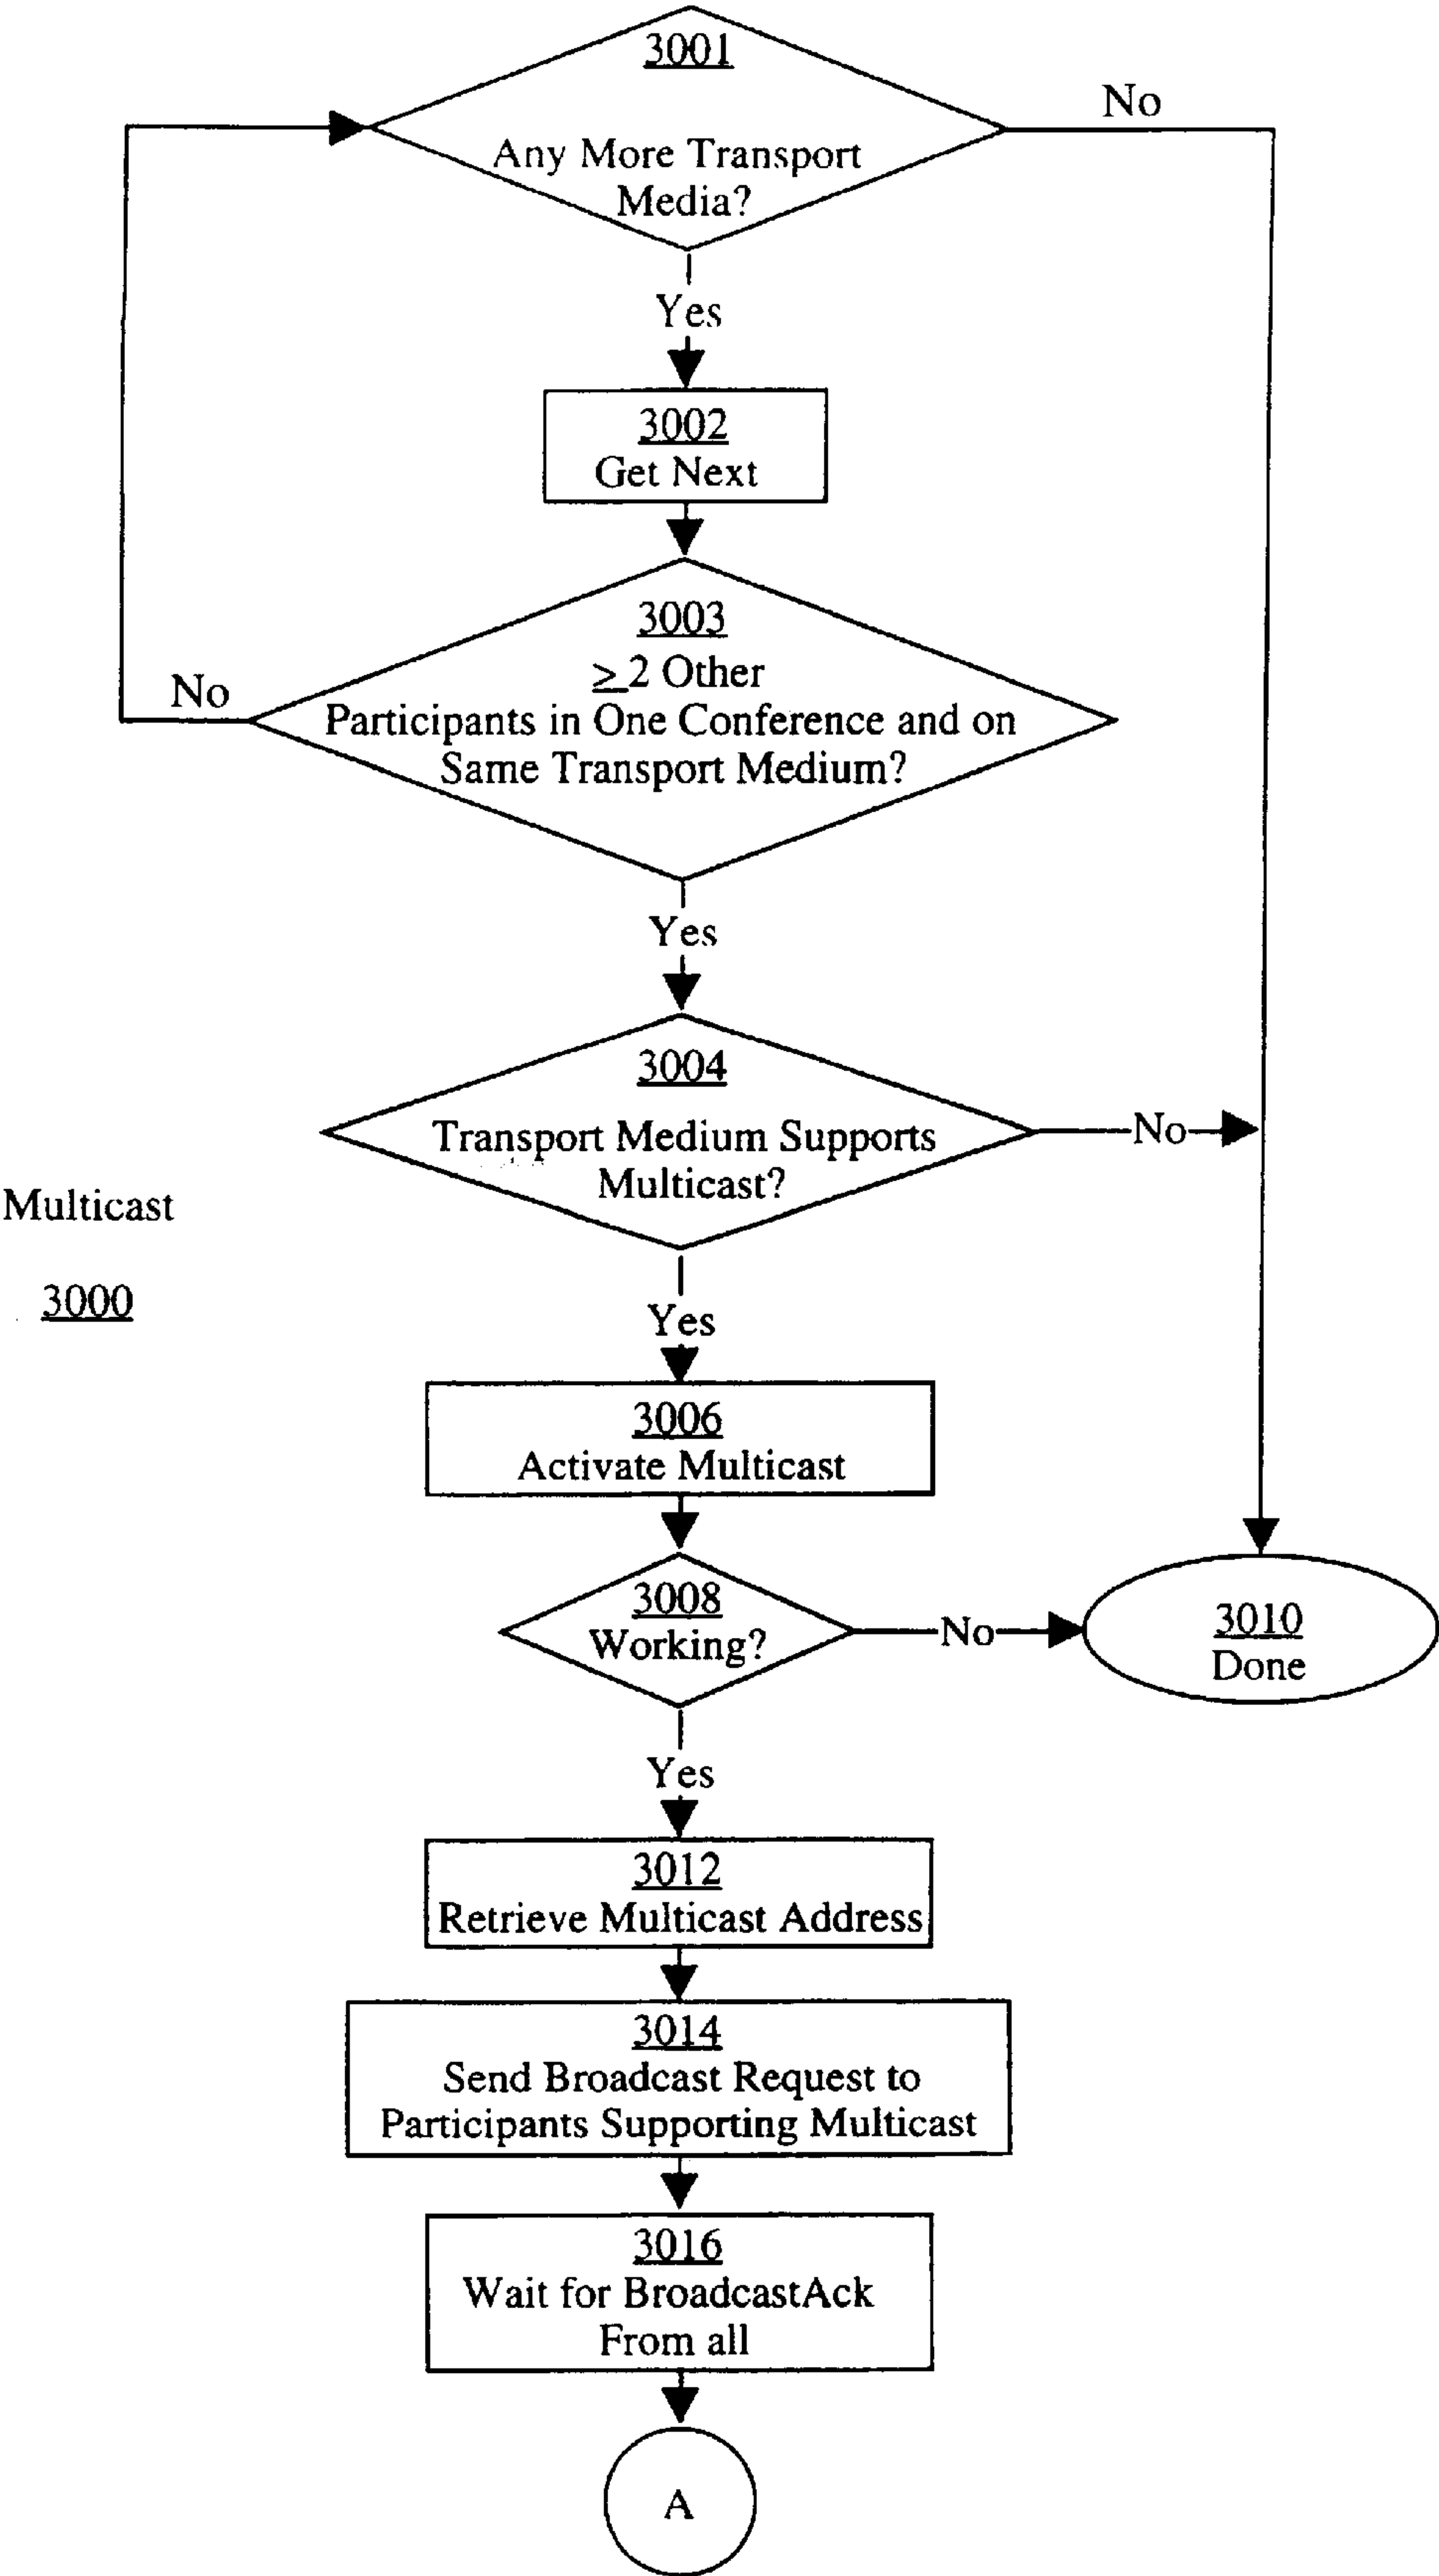 3001
No
Any More Transport
Media?
Yes
3002
Get Next
3003
≥ 2 Other
No
Participants in One Conference and on
Same Transport Medium?
Yes
3004
Transport Medium Supports
No
Multicast?
Multicast
3000
Yes
3006
Activate Multicast
3008
Working?
No
3010
Done
Yes
3012
Retrieve Multicast Address
3014
Send Broadcast Request to
Participants Supporting Multicast
3016
Wait for BroadcastAck
From all
A